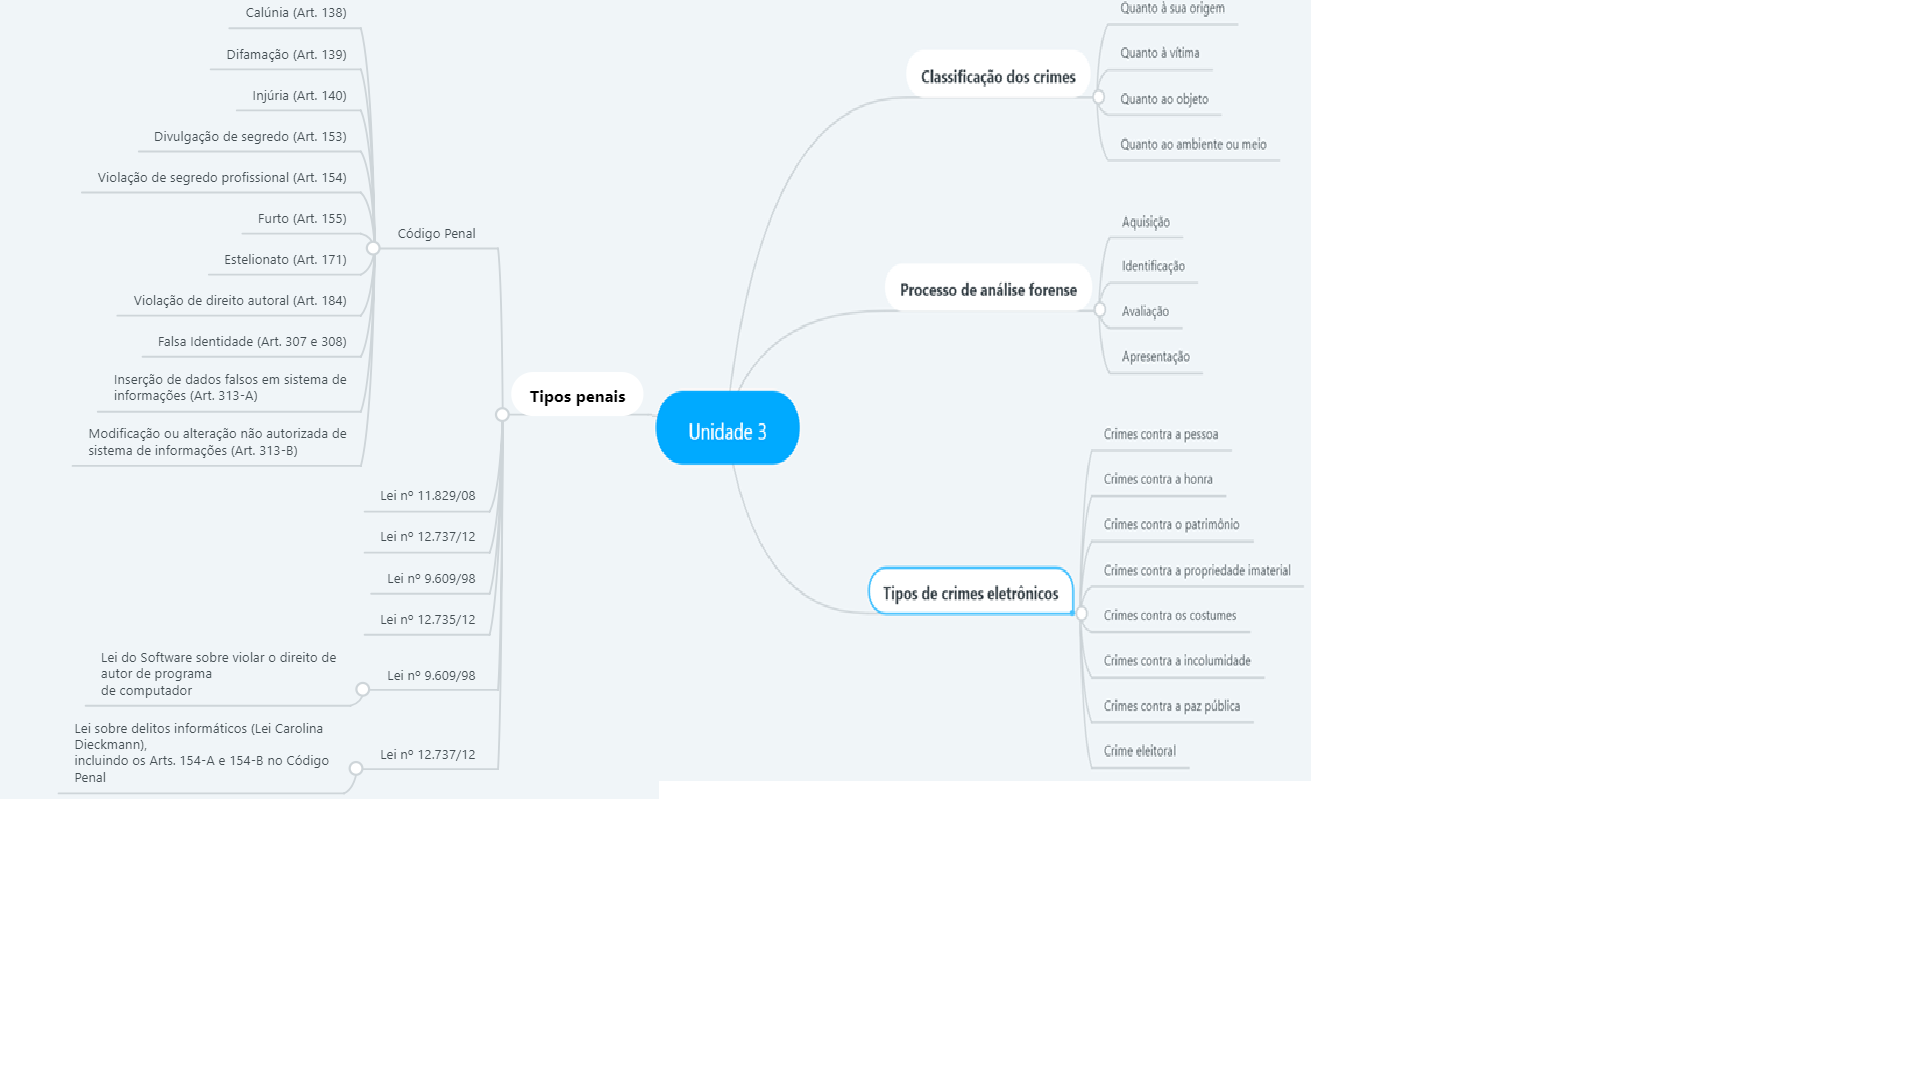 Calúnia (Art. 138)
Difamação (Art. 139)
Injúria (Art. 140)
Divulgação de segredo (Art. 153)
Violação de segredo profissional (Art. 154)
Furto (Art. 155)
Estelionato (Art. 171)
Violação de direito autoral (Art. 184)
Falsa Identidade (Art. 307 e 308)
Inserção de dados falsos em sistema de
informações (Art. 313-A)
Modificação ou alteração não autorizada de
sistema de informações (Art. 313-B)
Código Penal
Lei nº 11.829/08
Lei nº 12.737/12
Lei nº 9.609/98
Lei nº 12.735/12
Lei do Software sobre violar o direito de
autor de programa
de computador
Lei nº 9.609/98
Lei sobre delitos informáticos (Lei Carolina
Dieckmann),
incluindo os Arts. 154-A e 154-B no Código
Penal
Lei nº 12.737/12
Tipos penais
Unidade 3
Classificação dos crimes
Quanto à sua origem
Quanto à vítima
Quanto ao objeto
Quanto ao ambiente ou meio
Processo de análise forense
Aquisição
Identificação
Avaliação
Apresentação
Tipos de crimes eletrônicos
Crimes contra a pessoa
Crimes contra a honra
Crimes contra o patrimônio
Crimes contra a propriedade imaterial
Crimes contra os costumes
Crimes contra a incolumidade
Crimes contra a paz pública
Crime eleitoral